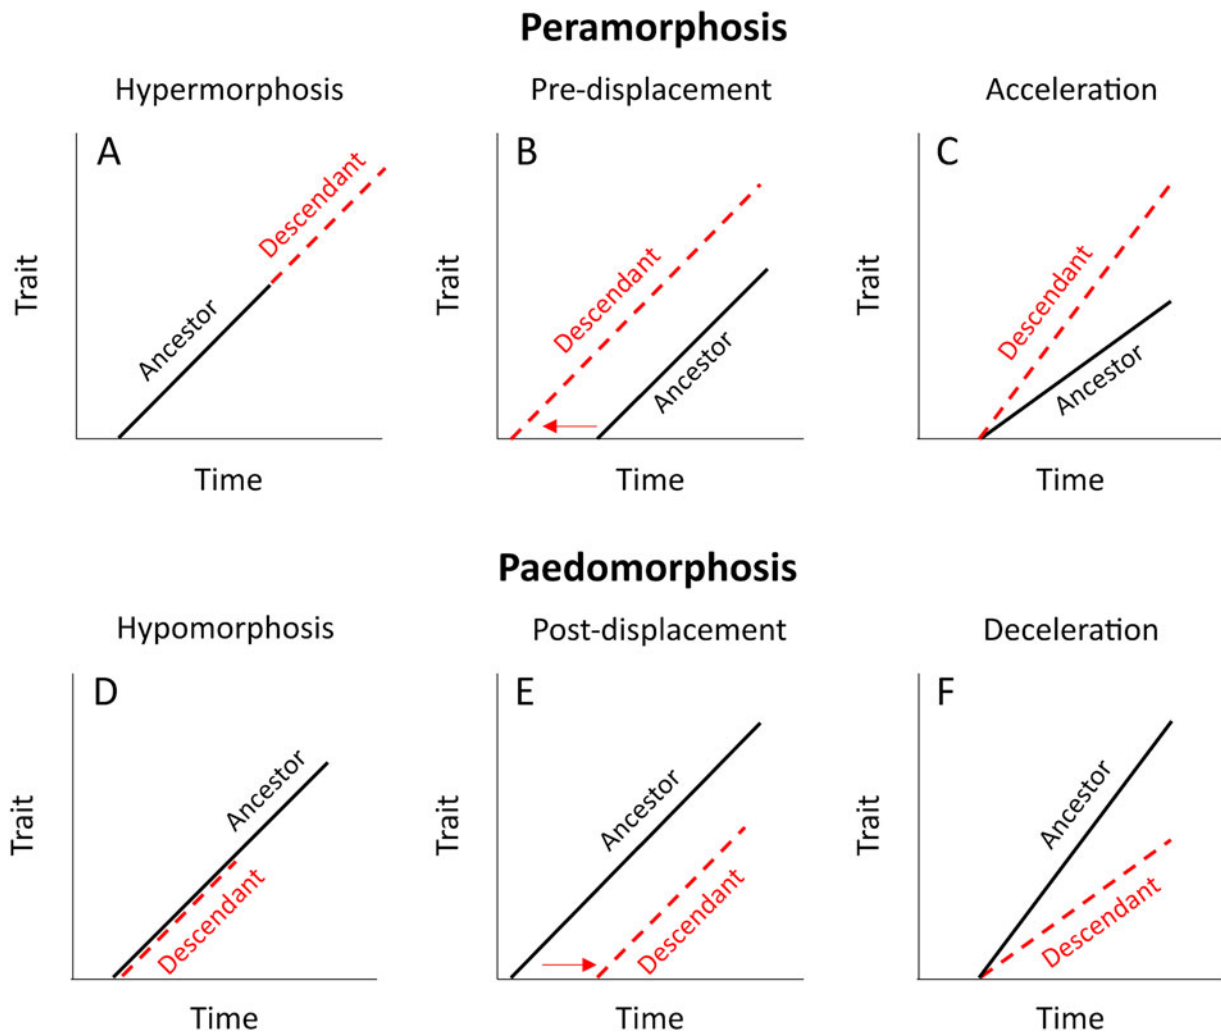 Peramorphosis
Hypermorphosis
Pre-displacement
Acceleration
A
Descendant
Ancestor
Trait
Time
B
Descendant
Ancestor
Trait
Time
C
Descendant
Ancestor
Trait
Time
Paedomorphosis
Hypomorphosis
Post-displacement
Deceleration
D
Ancestor
Descendant
Trait
Time
E
Ancestor
Descendant
Trait
Time
F
Ancestor
Descendant
Trait
Time